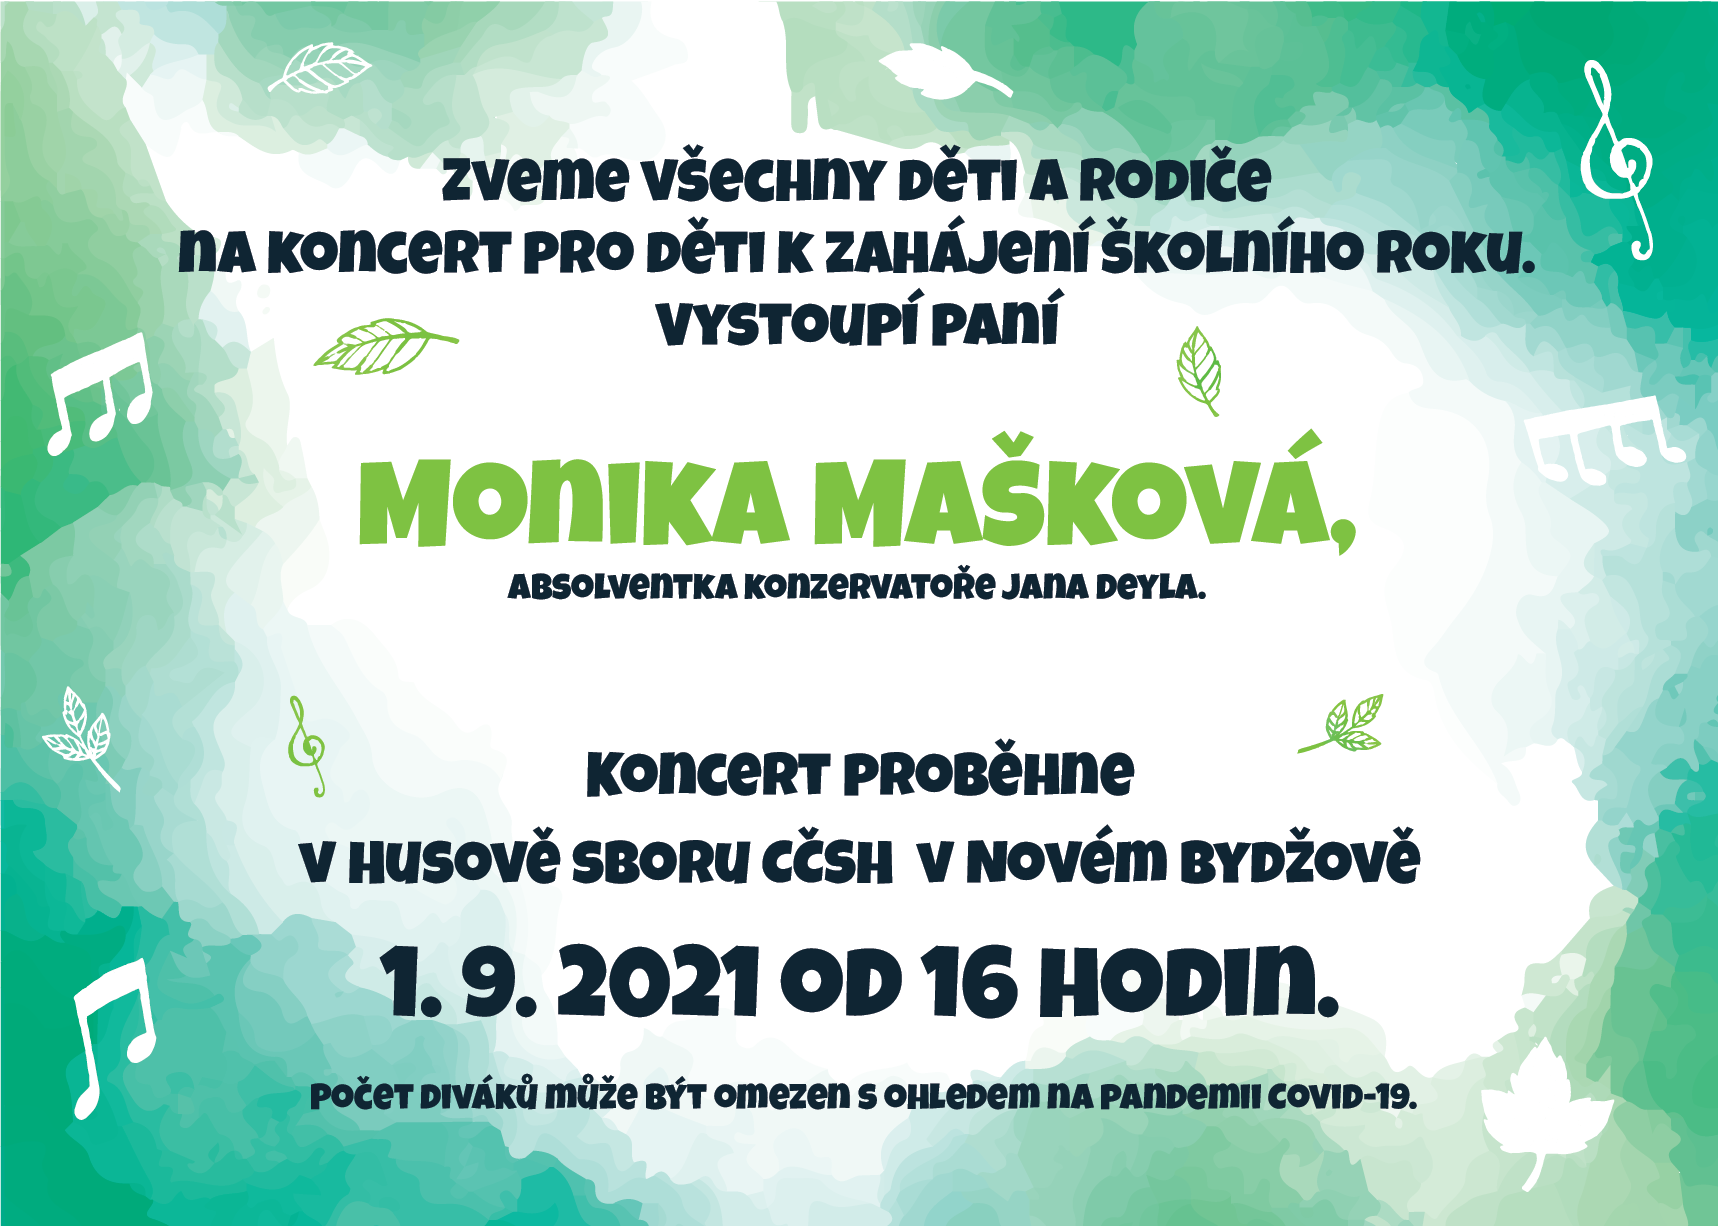 Zveme všechny děti a rodiče
na koncert pro děti k zahájení školního roku.
Vystoupí paní
Monika Mašková,
absolventka Konzervatoře Jana Deyla.
Koncert proběhne
v Husově sboru CČSH v Novém Bydžově
1. 9. 2021 od 16 hodin.
Počet diváků může být omezen s ohledem na pandemii covid-19.